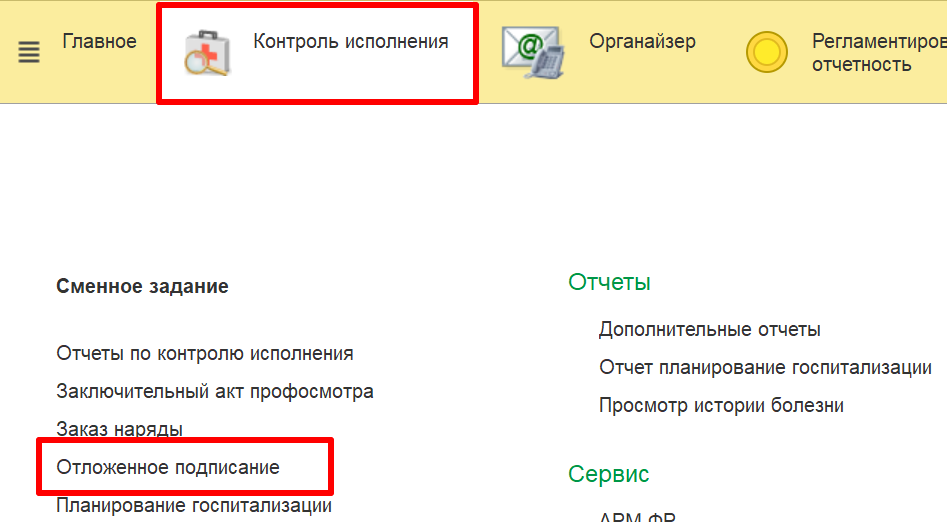 Главное
Контроль исполнения
@
Органайзер
Регламентиров
отчетность
Сменное задание
Отчеты по контролю исполнения
Заключительный акт профосмотра
Заказ наряды
Отложенное подписание
Планирование госпитализации
Отчеты
Дополнительные отчеты
Отчет планирование госпитализации
Просмотр истории болезни
Сервис
АРМ ФР